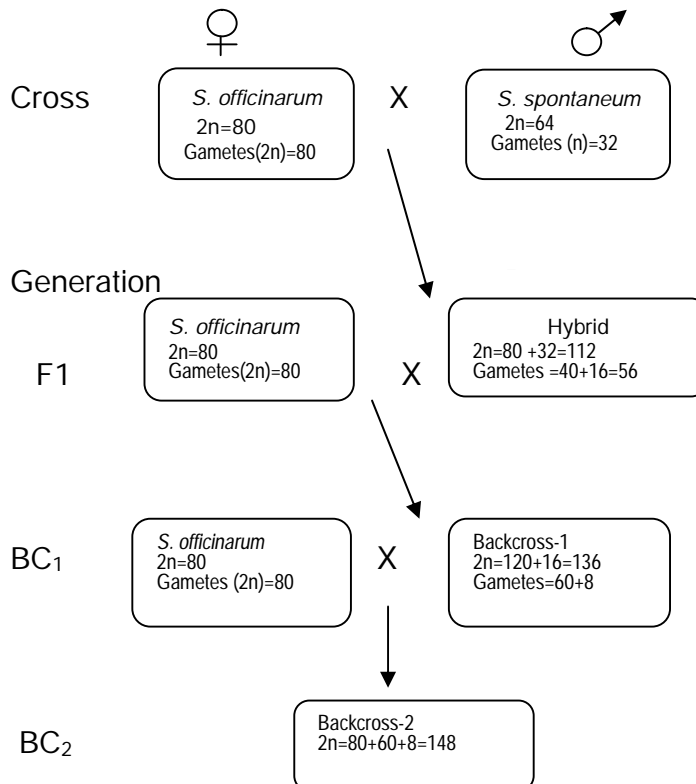 Cross
S. officinarum
2n=80
Gametes(2n)=80
X
S. spontaneum
2n=64
Gametes (n)=32
Generation
F1
S. officinarum
2n=80
Gametes(2n)=80
X
Hybrid
2n=80 +32=112
Gametes =40+16=56
BC1
S. officinarum
2n=80
Gametes (2n)=80
X
Backcross-1
2n=120+16=136
Gametes=60+8
BC2
Backcross-2
2n=80+60+8=148